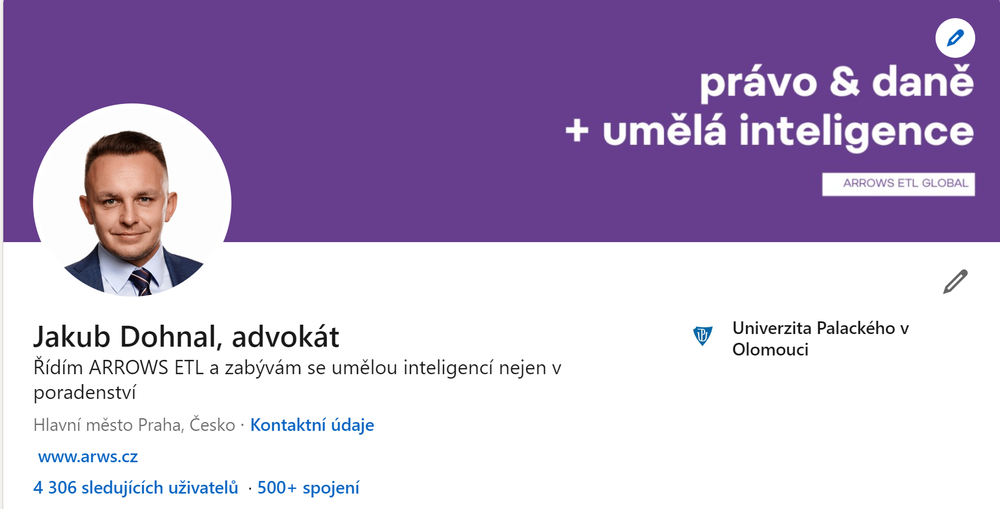 právo & daně
+ umělá inteligence
ARROWS ETL GLOBAL
Jakub Dohnal, advokát
Řídím ARROWS ETL a zabývám se umělou inteligencí nejen v
poradenství
Hlavní město Praha, Česko · Kontaktní údaje
www.arws.cz
4 306 sledujících uživatelů · 500+ spojení
Univerzita Palackého v
Olomouci